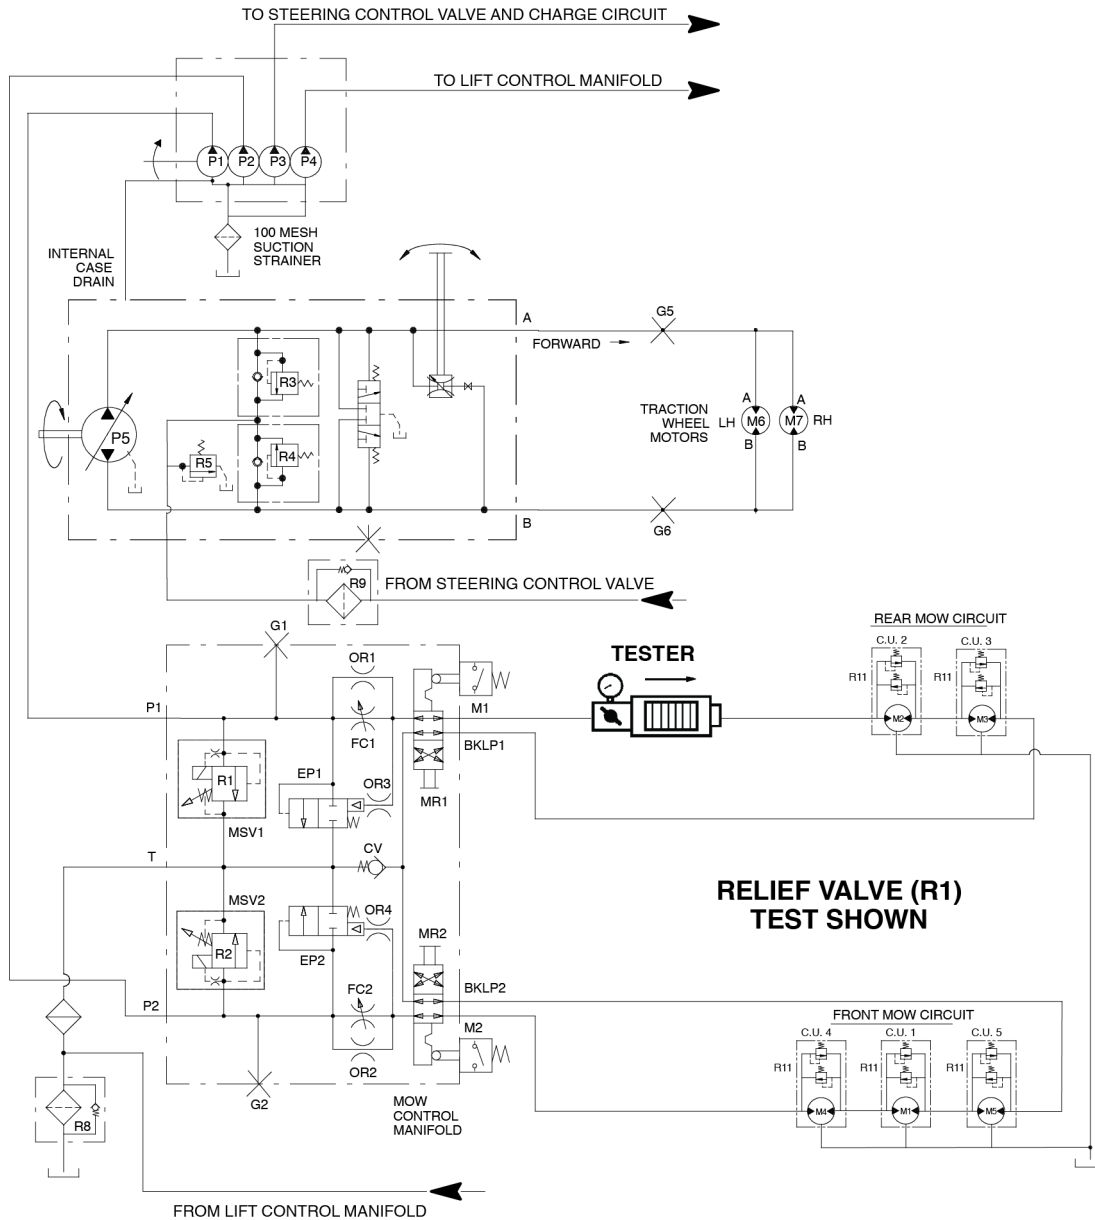 TO STEERING CONTROL VALVE AND CHARGE CIRCUIT
TO LIFT CONTROL MANIFOLD
P1 P2 P3 P4
100 MESH
SUCTION
STRAINER
INTERNAL
CASE
DRAIN
A
FORWARD
G5
R3
P5
R4
R5
TRACTION
WHEEL
MOTORS
LH
A
M6
B
A
M7
B
RH
B
G6
R9
FROM STEERING CONTROL VALVE
G1
OR1
TESTER
REAR MOW CIRCUIT
C.U. 2
C.U. 3
R11
R11
M2
M3
P1
FC1
M1
BKLP1
R1
EP1
OR3
MR1
MSV1
T
CV
MSV2
RELIEF VALVE (R1)
TEST SHOWN
OR4
MR2
R2
EP2
P2
FC2
BKLP2
M2
OR2
G2
FRONT MOW CIRCUIT
C.U. 4
C.U. 1
C.U. 5
R11
R11
R11
M4
M1
M5
MOW
CONTROL
MANIFOLD
R8
FROM LIFT CONTROL MANIFOLD